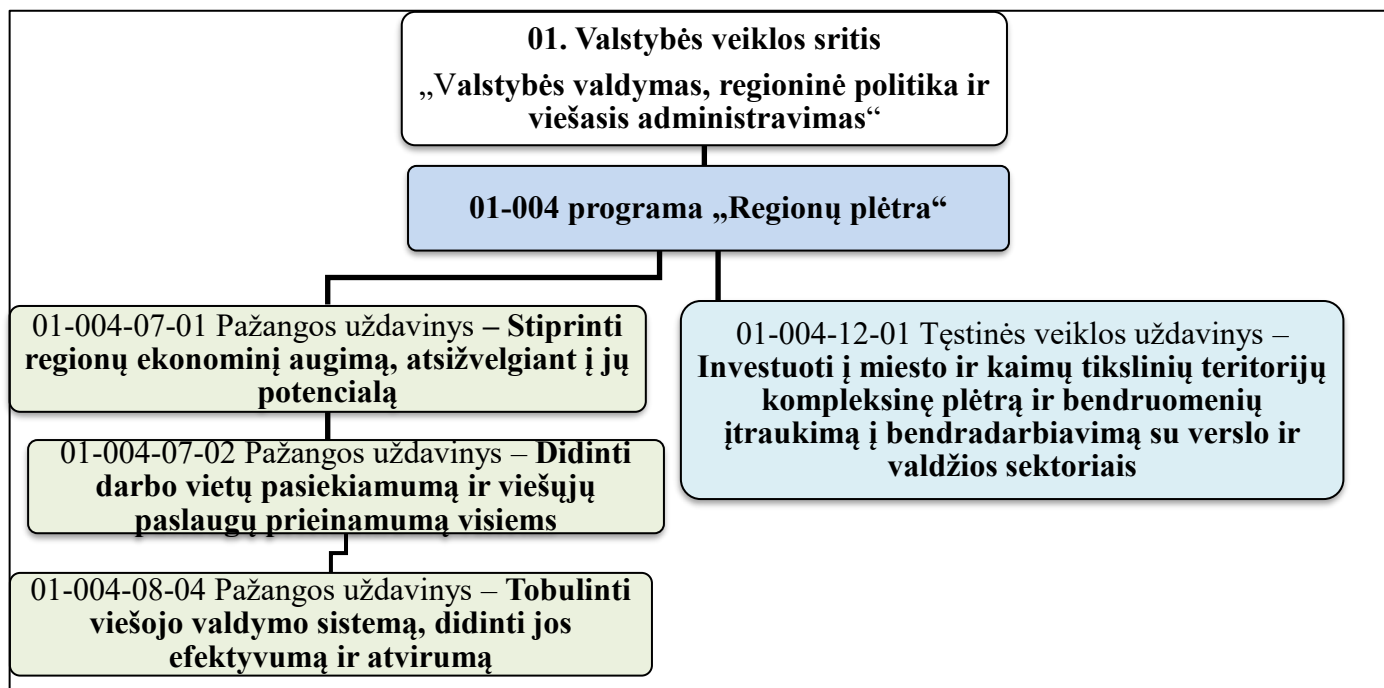 01. Valstybės veiklos sritis
„Valstybės valdymas, regioninė politika ir
viešasis administravimas“
01-004 programa „Regionų plėtra“
01-004-07-01 Pažangos uždavinys – Stiprinti
regionų ekonominį augimą, atsižvelgiant į jų
potencialą
01-004-07-02 Pažangos uždavinys – Didinti
darbo vietų pasiekiamumą ir viešųjų
paslaugų prieinamumą visiems
01-004-08-04 Pažangos uždavinys – Tobulinti
viešojo valdymo sistemą, didinti jos
efektyvumą ir atvirumą
01-004-12-01 Tęstinės veiklos uždavinys –
Investuoti į miesto ir kaimų tikslinių teritorijų
kompleksinę plėtrą ir bendruomenių
įtraukimą į bendradarbiavimą su verslo ir
valdžios sektoriais